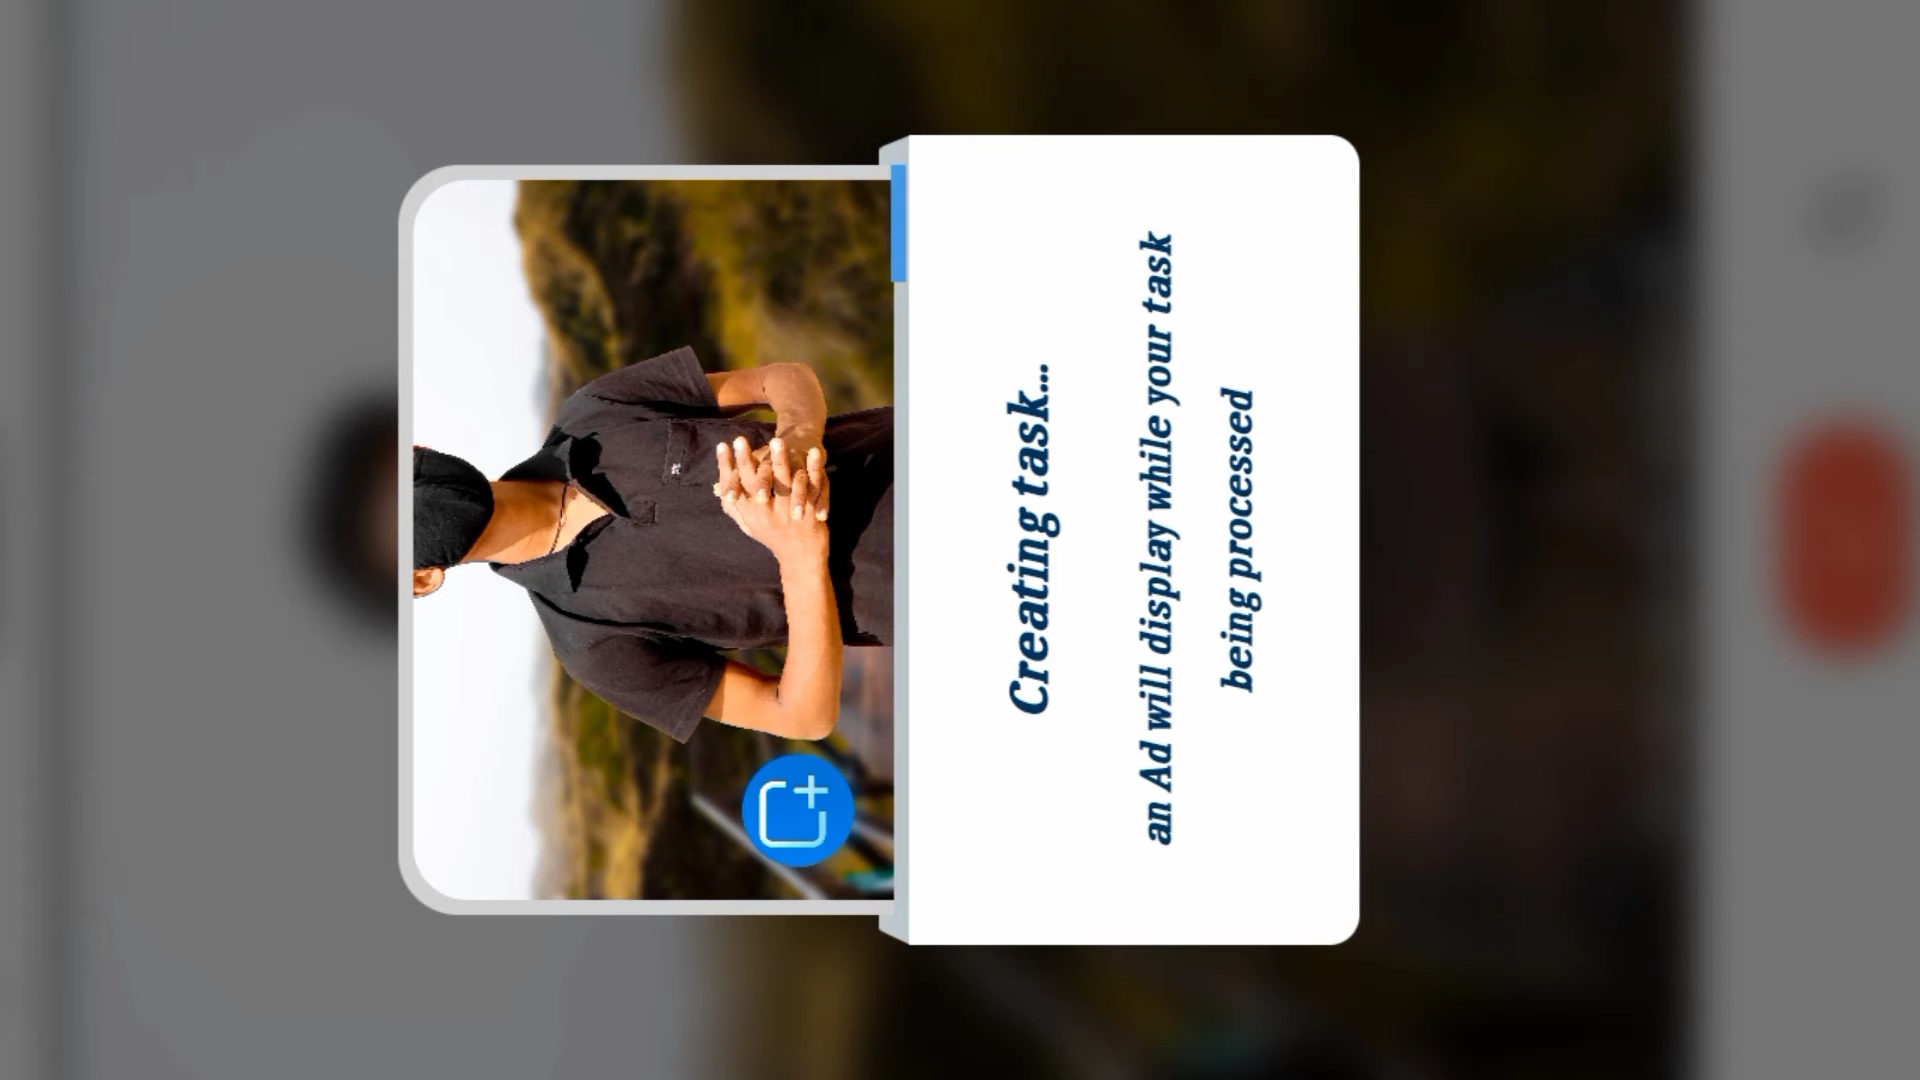 Creating task...
an Ad will display while your task
being processed